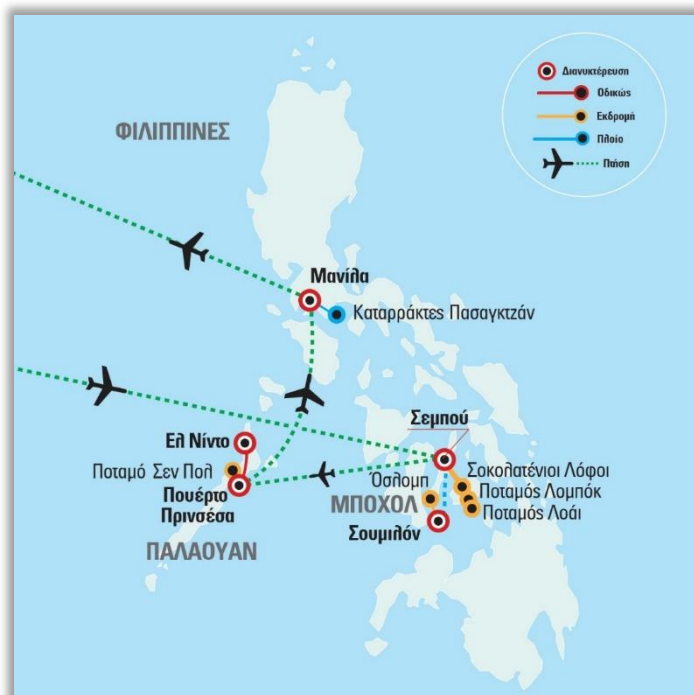 Διανυκτέρευση
Οδικώς
Εκδρομή
Πλοίο
Πτήση
ΦΙΛΙΠΠΙΝΕΣ
Μανίλα
Καταρράκτες Πασαγκτζάν
Σεμπού
Ελ Νίντο
Ποταμό Σεν Πολ
Πουέρτο
Πρινσέσα
ΠΑΛΑΟΥΑΝ
Όσλομπ
ΜΠΟΧΟΛ
Σουμιλόν
Σοκολατένιοι Λόφοι
Ποταμός Λομπόκ
Ποταμός Λοάι